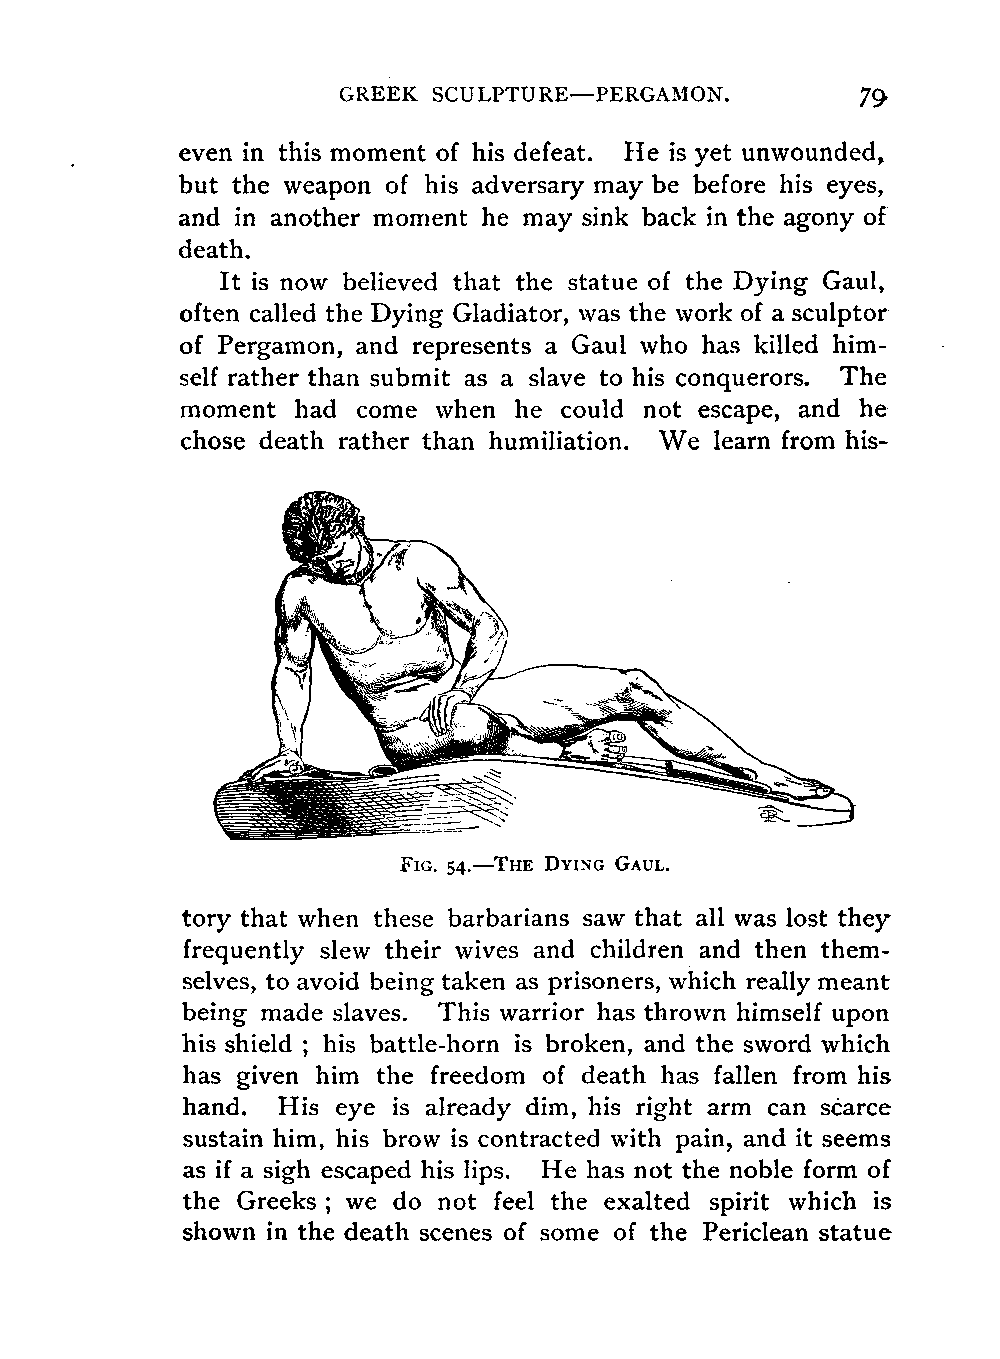 GREEK SCULPTURE—PERGAMON. 79
even in this moment of his defeat. He is yet unwounded,
but the weapon of his adversary may be before his eyes,
and in another moment he may sink back in the agony of
death.
It is now believed that the statue of the Dying Gaul,
often called the Dying Gladiator, was the work of a sculptor
of Pergamon, and represents a Gaul who has killed him-
self rather than submit as a slave to his conquerors. The
moment had come when he could not escape, and he
chose death rather than humiliation. We learn from his-
FIG. 54.—THE DYING GAUL.
tory that when these barbarians saw that all was lost they
frequently slew their wives and children and then them-
selves, to avoid being taken as prisoners, which really meant
being made slaves. This warrior has thrown himself upon
his shield ; his battle-horn is broken, and the sword which
has given him the freedom of death has fallen from his
hand. His eye is already dim, his right arm can scarce
sustain him, his brow is contracted with pain, and it seems
as if a sigh escaped his lips. He has not the noble form of
the Greeks ; we do not feel the exalted spirit which is
shown in the death scenes of some of the Periclean statue